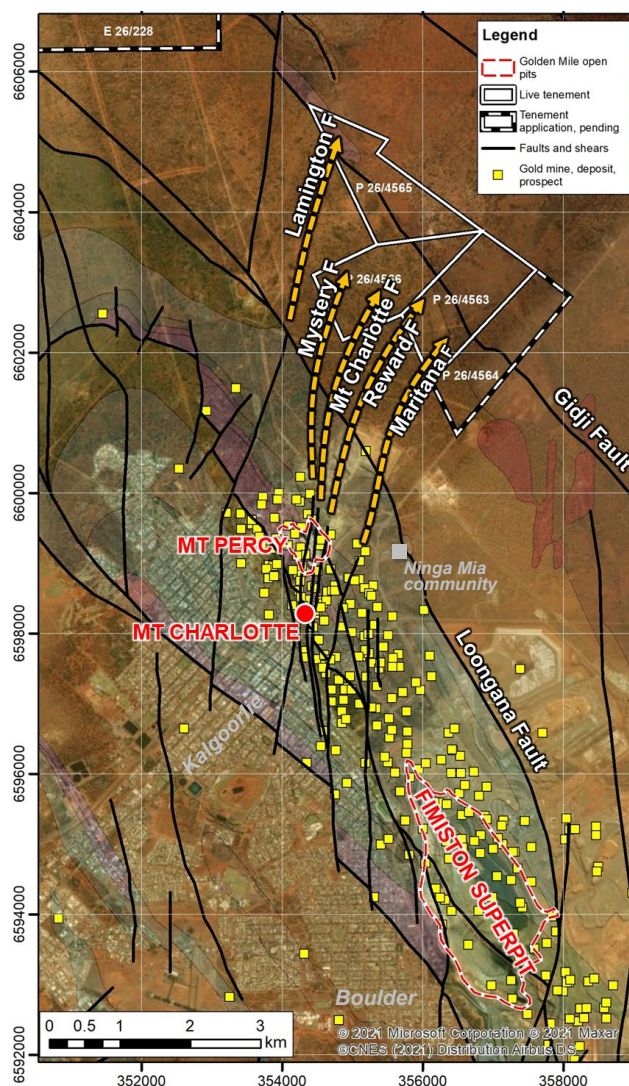 E 26/228
Legend
Golden Mile open
pits
Live tenement
Tenement
application, pending
Faults and shears
Gold mine, deposit,
prospect
6606000
6604000
6602000
6600000
6598000
6596000
6594000
6592000
Lamington F
P 26/4565
Mystery F
P 26/4566
Mt Charlotte F
Reward F
P 26/4563
Maritana F
P 26/4564
Gidji Fault
MT PERCY
Ninga Mia
community
MT CHARLOTTE
Loongana Fault
Kalgoorlie
FIMISTON SUPERPIT
Boulder
0 0.5 1 2 3
km
© 2021 Microsoft Corporation © 2021 Maxar
©CNES (2021) Distribution Airbus DS
352000 354000 356000 358000